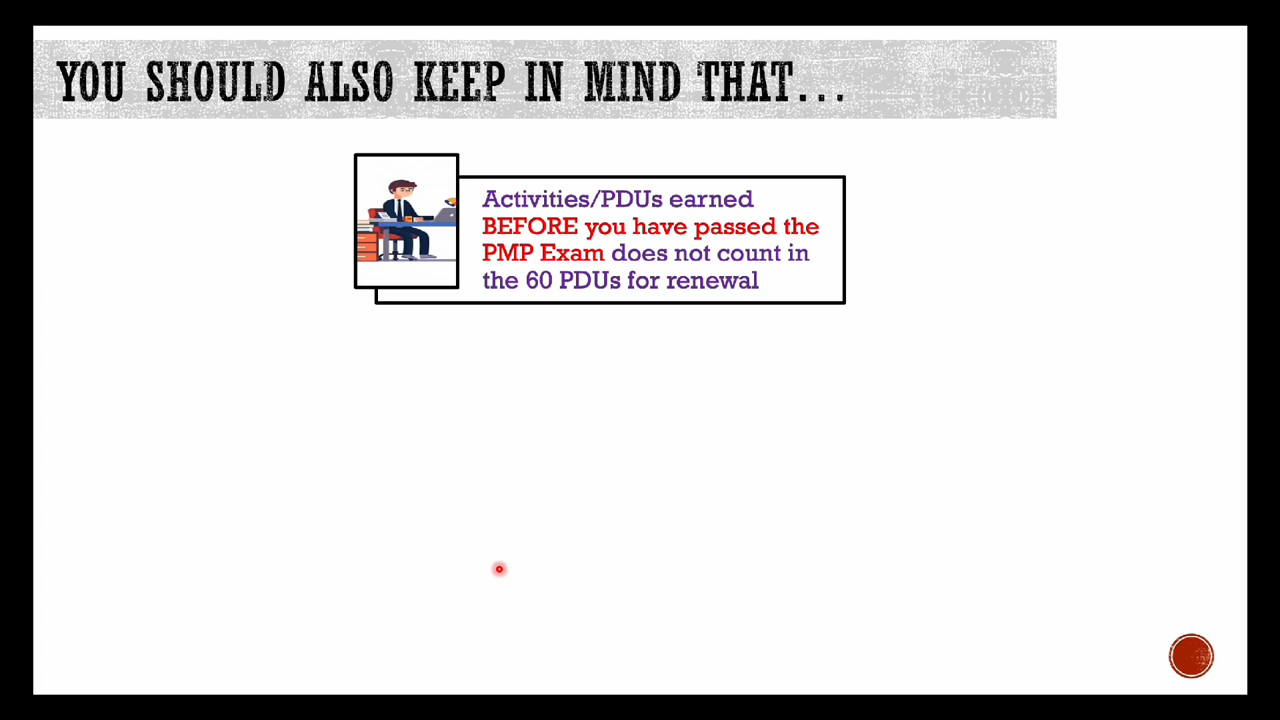 YOU SHOULD ALSO KEEP IN MIND THAT...
Activities/PDUs earned
BEFORE you have passed the
PMP Exam does not count in
the 60 PDUs for renewal